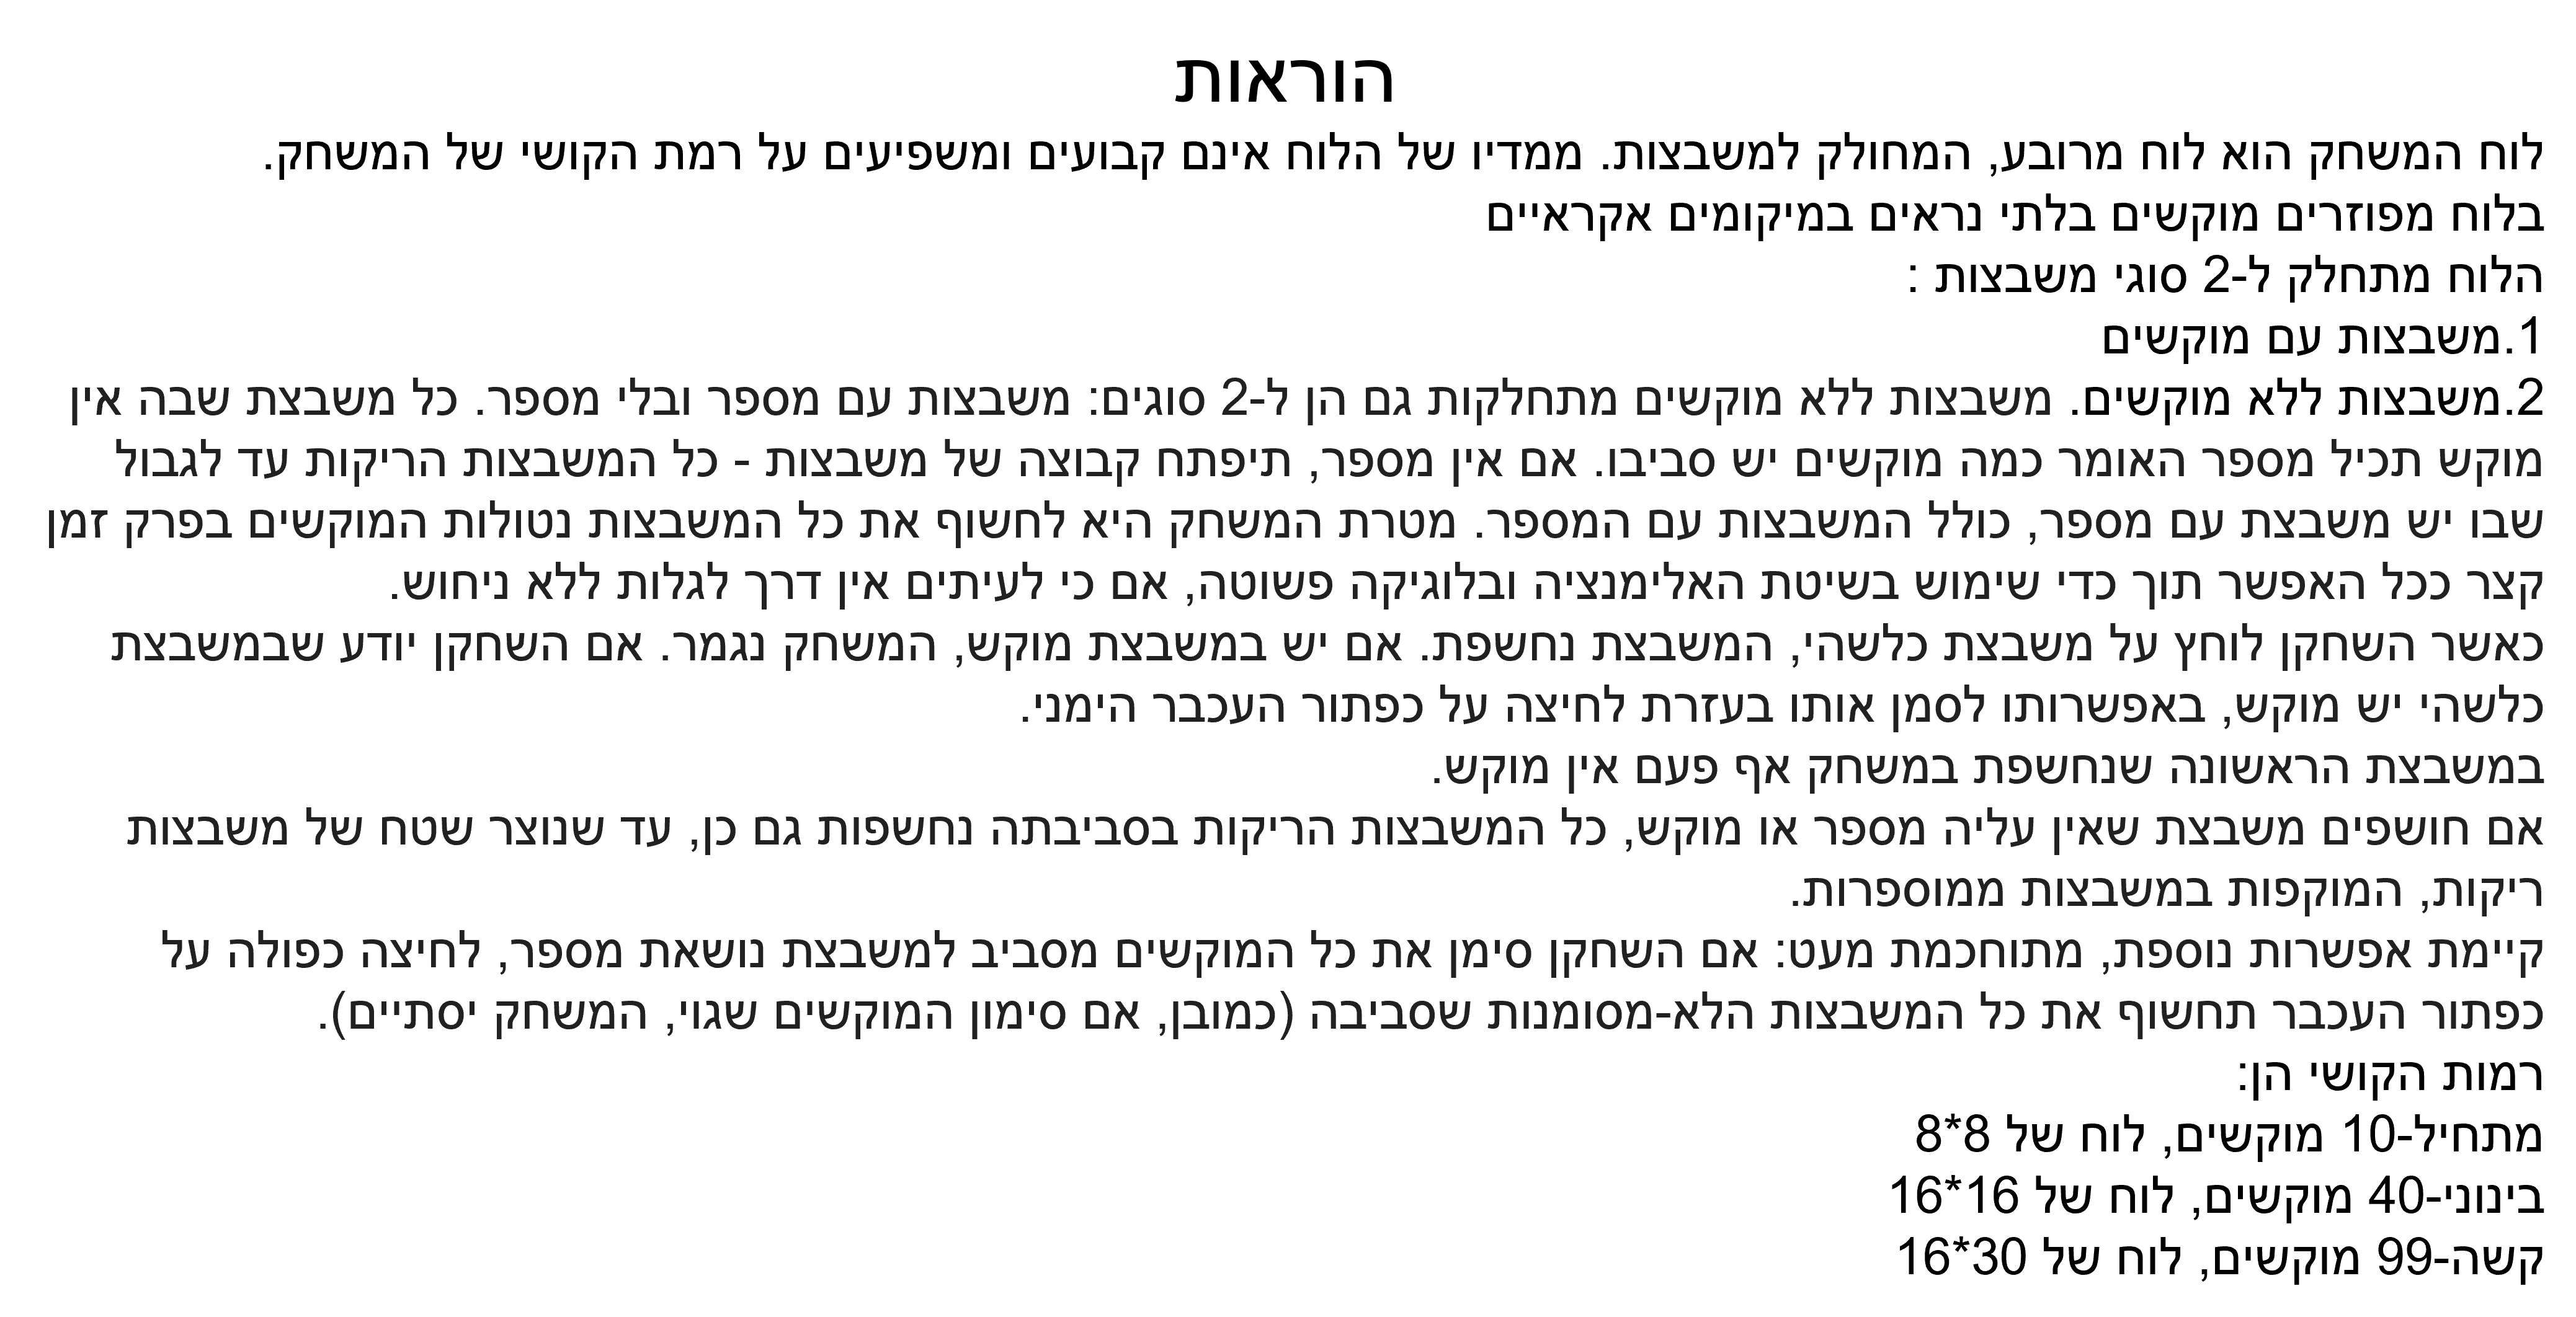 הוראות
לוח המשחק הוא לוח מרובע, המחולק למשבצות. ממדיו של הלוח אינם קבועים ומשפיעים על רמת הקושי של המשחק.
בלוח מפוזרים מוקשים בלתי נראים במיקומים אקראיים
הלוח מתחלק ל-2 סוגי משבצות :
1.משבצות עם מוקשים
2.משבצות ללא מוקשים. משבצות ללא מוקשים מתחלקות גם הן ל-2 סוגים: משבצות עם מספר ובלי מספר. כל משבצת שבה אין
מוקש תכיל מספר האומר כמה מוקשים יש סביבו. אם אין מספר, תיפתח קבוצה של משבצות - כל המשבצות הריקות עד לגבול
שבו יש משבצת עם מספר, כולל המשבצות עם המספר. מטרת המשחק היא לחשוף את כל המשבצות נטולות המוקשים בפרק זמן
קצר ככל האפשר תוך כדי שימוש בשיטת האלימנציה ובלוגיקה פשוטה, אם כי לעיתים אין דרך לגלות ללא ניחוש.
כאשר השחקן לוחץ על משבצת כלשהי, המשבצת נחשפת. אם יש במשבצת מוקש, המשחק נגמר. אם השחקן יודע שבמשבצת
כלשהי יש מוקש, באפשרותו לסמן אותו בעזרת לחיצה על כפתור העכבר הימני.
במשבצת הראשונה שנחשפת במשחק אף פעם אין מוקש.
אם חושפים משבצת שאין עליה מספר או מוקש, כל המשבצות הריקות בסביבתה נחשפות גם כן, עד שנוצר שטח של משבצות
ריקות, המוקפות במשבצות ממוספרות.
קיימת אפשרות נוספת, מתוחכמת מעט: אם השחקן סימן את כל המוקשים מסביב למשבצת נושאת מספר, לחיצה כפולה על
כפתור העכבר תחשוף את כל המשבצות הלא-מסומנות שסביבה (כמובן, אם סימון המוקשים שגוי, המשחק יסתיים).
רמות הקושי הן:
מתחיל-10 מוקשים, לוח של 8*8
בינוני-40 מוקשים, לוח של 16*16
קשה-99 מוקשים, לוח של 30*16